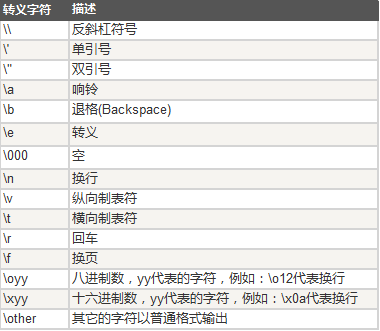 转义字符 描述
\\ 反斜杠符号
\' 单引号
\" 双引号
\a 响铃
\b 退格(Backspace)
\e 转义
\000 空
\n 换行
\v 纵向制表符
\t 横向制表符
\r 回车
\f 换页
\oyy 八进制数，yy代表的字符，例如：\o12代表换行
\xyy 十六进制数，yy代表的字符，例如：\x0a代表换行
\other 其它的字符以普通格式输出